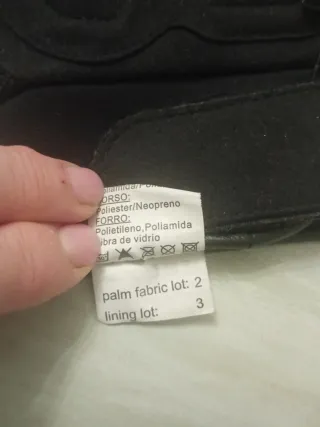 DORSO:
Poliester/Neopreno
FORRO:
Polietileno,Poliamida
fibra de vidrio
palm fabric lot: 2
lining lot: 3